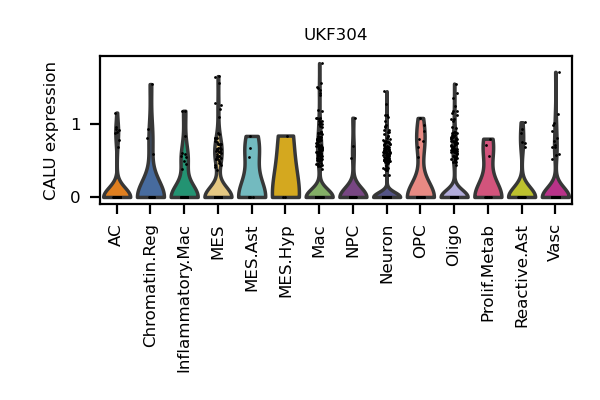 UKF304
CALU expression
1
0
AC
Chromatin.Reg
Inflammatory.Mac
MES
MES.Ast
MES.Hyp
Mac
NPC
Neuron
OPC
Oligo
Prolif.Metab
Reactive.Ast
Vasc